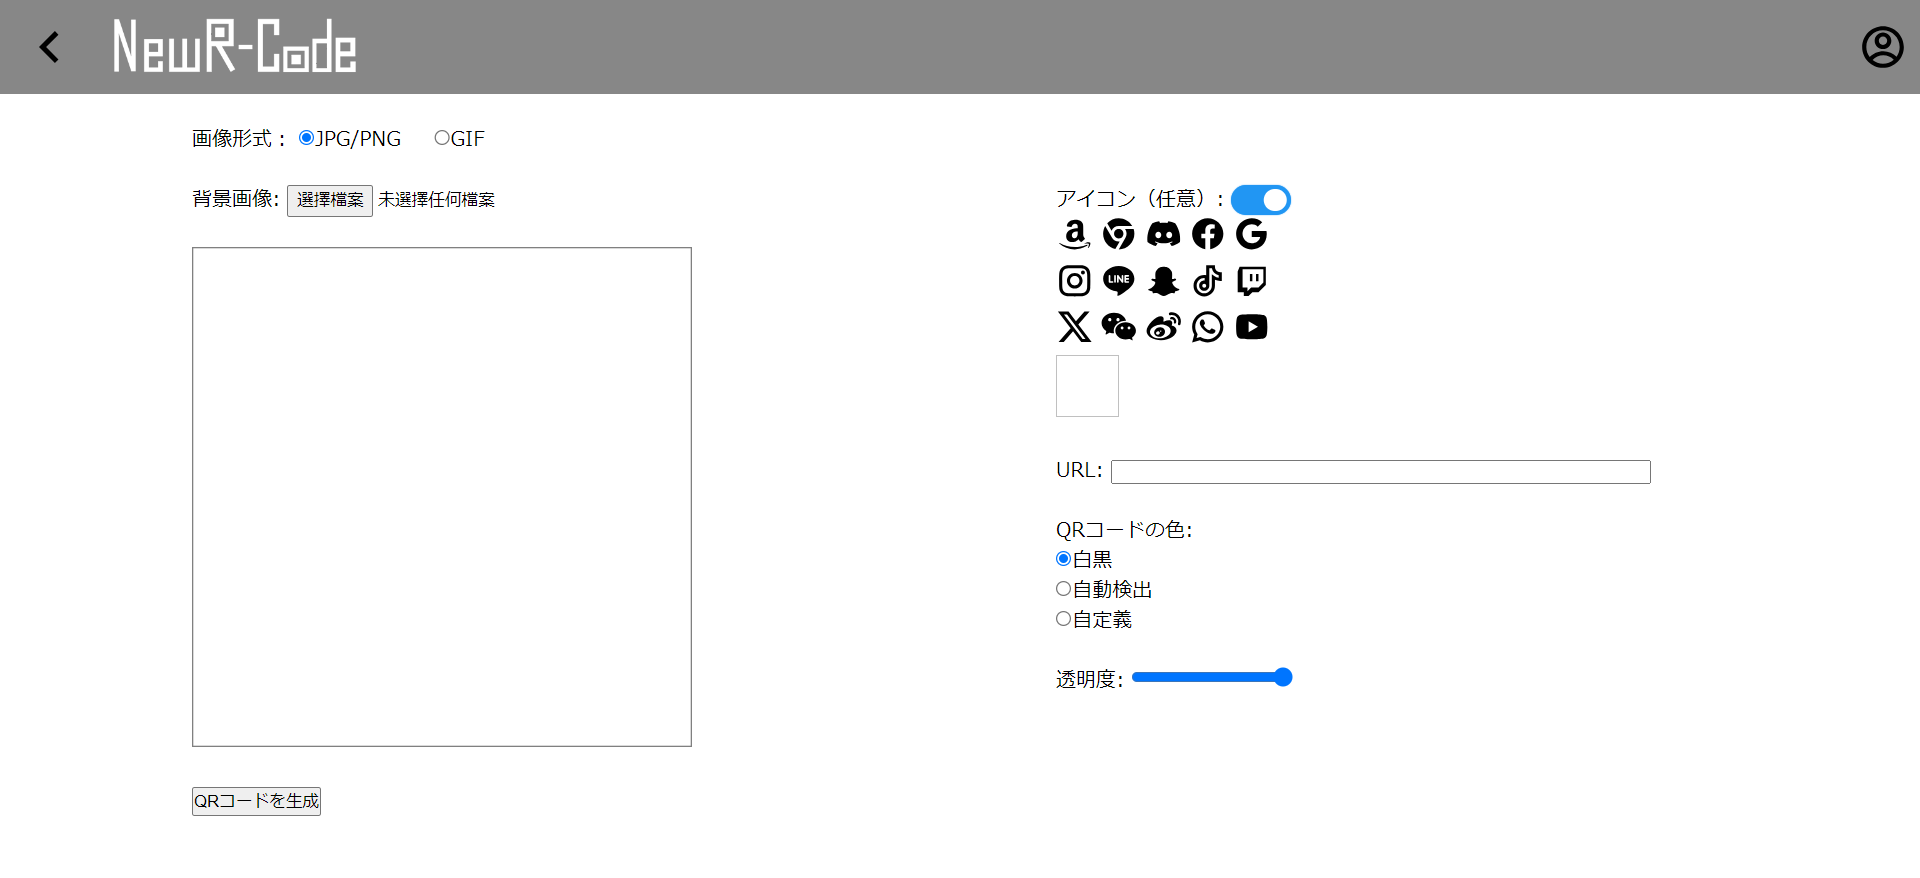 NewR-Code
画像形式： JPG/PNG GIF
背景画像: 選擇檔案 未選擇任何檔案
アイコン（任意）:
LINE
URL:
QRコードの色:
白黒
自動検出
自定義
透明度:
QRコードを生成